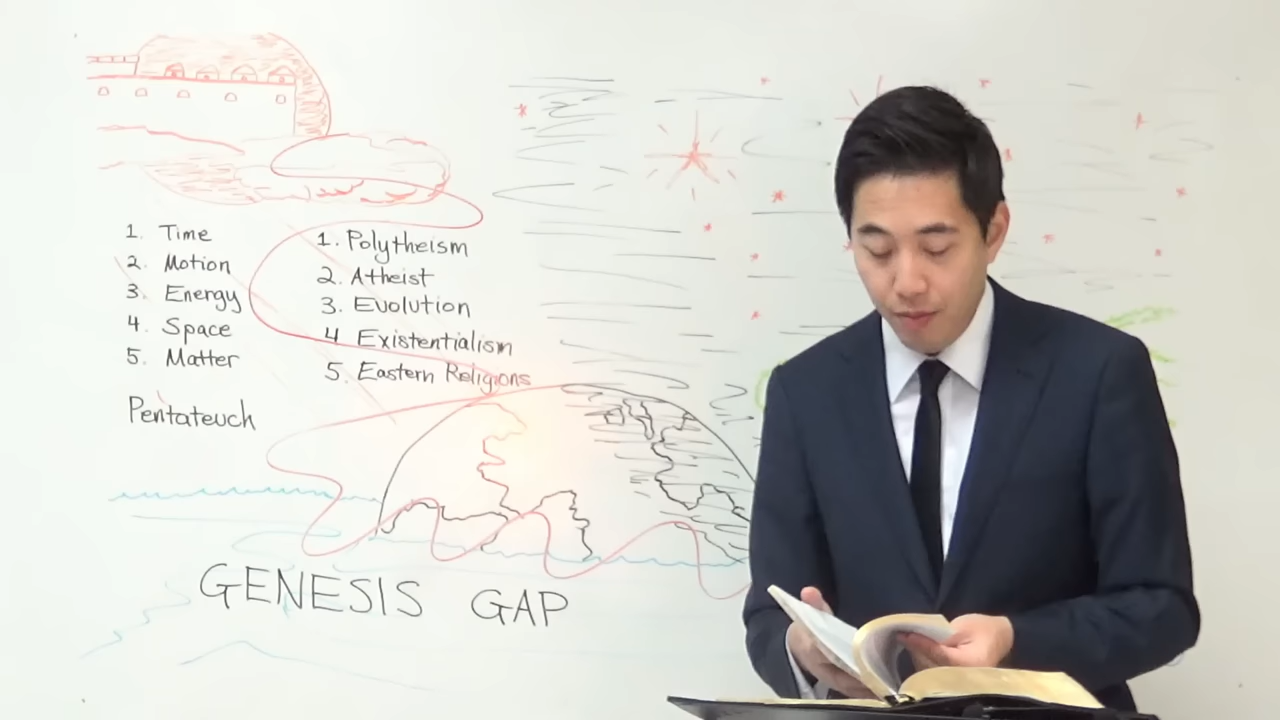 1. Time
2. Motion
3. Energy
4. Space
5. Matter
Pentateuch
1. Polytheism
2. Atheist
3. Evolution
4 Existentialism
5. Eastern Religions
GENESIS GAP